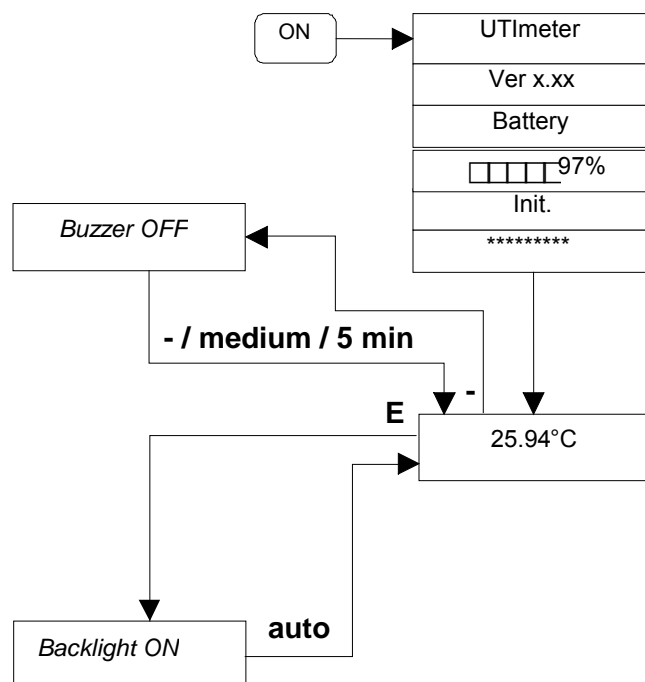 ON
UTImeter
Ver x.xx
Battery
97%
Init.
*********
Buzzer OFF
- / medium / 5 min
-
E
25.94°C
auto
Backlight ON